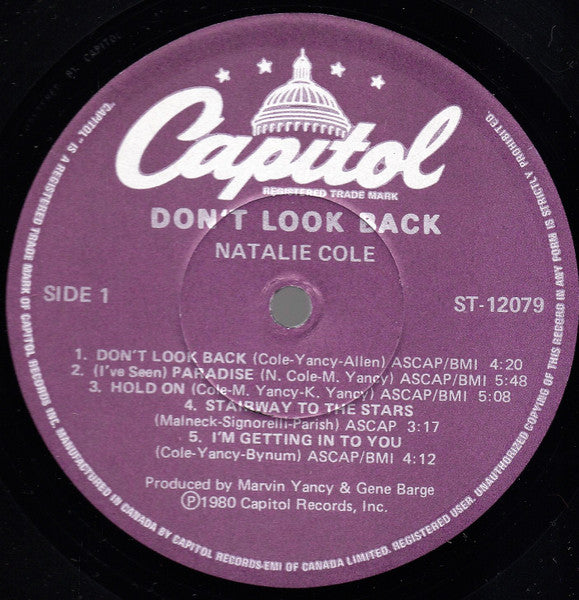 Capitol
REGISTERED TRADE MARK
DON'T LOOK BACK
NATALIE COLE
SIDE 1
ST-12079
1. DON'T LOOK BACK (Cole-Yancy-Allen) ASCAP/BMI 4:20
2. (I've Seen) PARADISE (N. Cole-M. Yancy) ASCAP/BMI 5:48
3. HOLD ON (Cole-M. Yancy-K. Yancy) ASCAP/BMI 5:08
4. STAIRWAY TO THE STARS
(Malneck-Signorelli-Parish) ASCAP 3:17
5. I'M GETTING IN TO YOU
(Cole-Yancy-Bynum) ASCAP/BMI 4:12
Produced by Marvin Yancy & Gene Barge
Ⓟ1980 Capitol Records, Inc.
"CAPITOL" IS A REGISTERED TRADE MARK OF CAPITOL RECORDS INC. MANUFACTURED IN CANADA BY CAPITOL RECORDS-EMI OF CANADA LIMITED. REGISTERED USER. UNAUTHORIZED COPYING OF THIS RECORD IN ANY FORM IS STRICTLY PROHIBITED.